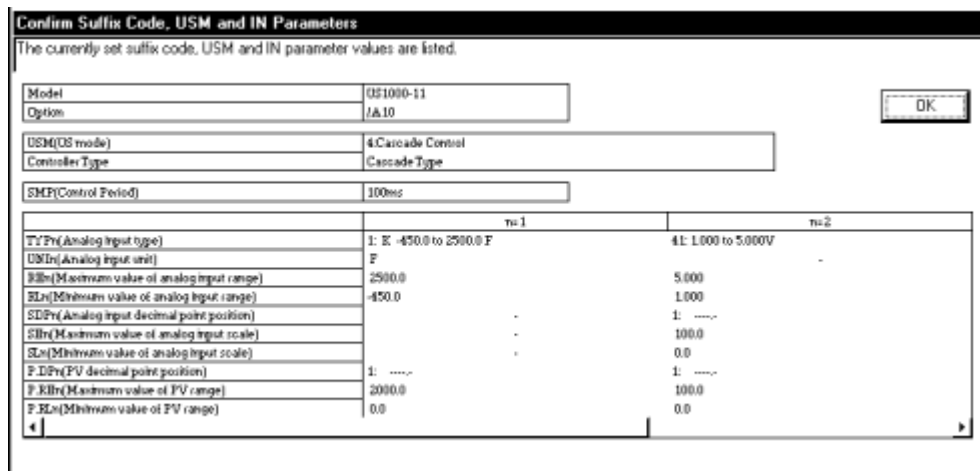 Confirm Suffix Code, USM and IN Parameters
The currently set suffix code, USM and IN parameter values are listed.
Model US1000-11
Option /A10
OK
USM(US mode) 4:Cascade Control
Controller Type Cascade Type
SMP(Control Period) 100ms
n=1 n=2
TYPn(Analog input type) 1: K -450.0 to 2500.0 F 41: 1.000 to 5.000V
UNIn(Analog input unit) F -
RHn(Maximum value of analog input range) 2500.0 5.000
RLn(Minimum value of analog input range) -450.0 1.000
SDPn(Analog input decimal point position) - 1: ----.-
SHn(Maximum value of analog input scale) - 100.0
SLn(Minimum value of analog input scale) - 0.0
P.DPn(PV decimal point position) 1: ----.- 1: ----.-
P.RHn(Maximum value of PV range) 2000.0 100.0
P.RLn(Minimum value of PV range) 0.0 0.0